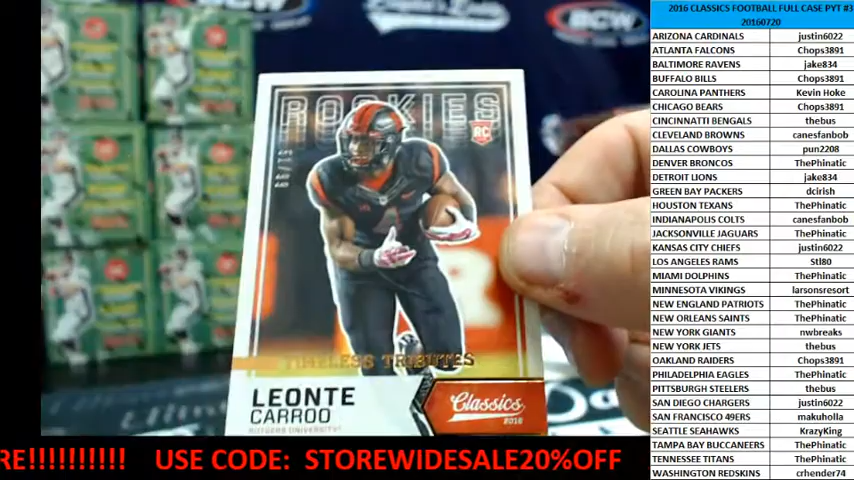 BCW
BCW
ROOKIES
RC
TIMELESS TRIBUTES
LEONTE
CARROO
RUTGERS UNIVERSITY
Classics
2016
RE!!!!!!!!!! USE CODE: STOREWIDESALE20%OFF
2016 CLASSICS FOOTBALL FULL CASE PYT #3
20160720
ARIZONA CARDINALS justin6022
ATLANTA FALCONS Chops3891
BALTIMORE RAVENS jake834
BUFFALO BILLS Chops3891
CAROLINA PANTHERS Kevin Hoke
CHICAGO BEARS Chops3891
CINCINNATI BENGALS thebus
CLEVELAND BROWNS canesfanbob
DALLAS COWBOYS pun2208
DENVER BRONCOS ThePhinatic
DETROIT LIONS jake834
GREEN BAY PACKERS dcirish
HOUSTON TEXANS ThePhinatic
INDIANAPOLIS COLTS canesfanbob
JACKSONVILLE JAGUARS ThePhinatic
KANSAS CITY CHIEFS justin6022
LOS ANGELES RAMS Stl80
MIAMI DOLPHINS ThePhinatic
MINNESOTA VIKINGS larsonsresort
NEW ENGLAND PATRIOTS ThePhinatic
NEW ORLEANS SAINTS ThePhinatic
NEW YORK GIANTS nwbreaks
NEW YORK JETS thebus
OAKLAND RAIDERS Chops3891
PHILADELPHIA EAGLES ThePhinatic
PITTSBURGH STEELERS thebus
SAN DIEGO CHARGERS justin6022
SAN FRANCISCO 49ERS makuholla
SEATTLE SEAHAWKS KrazyKing
TAMPA BAY BUCCANEERS ThePhinatic
TENNESSEE TITANS ThePhinatic
WASHINGTON REDSKINS crhender74